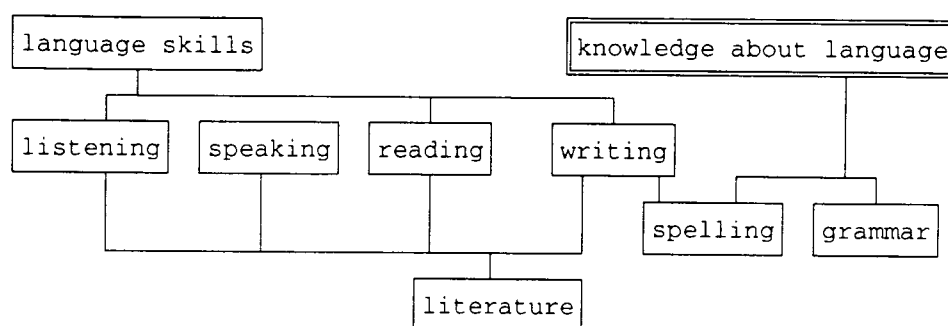 language skills
knowledge about language
listening
speaking
reading
writing
spelling
grammar
literature